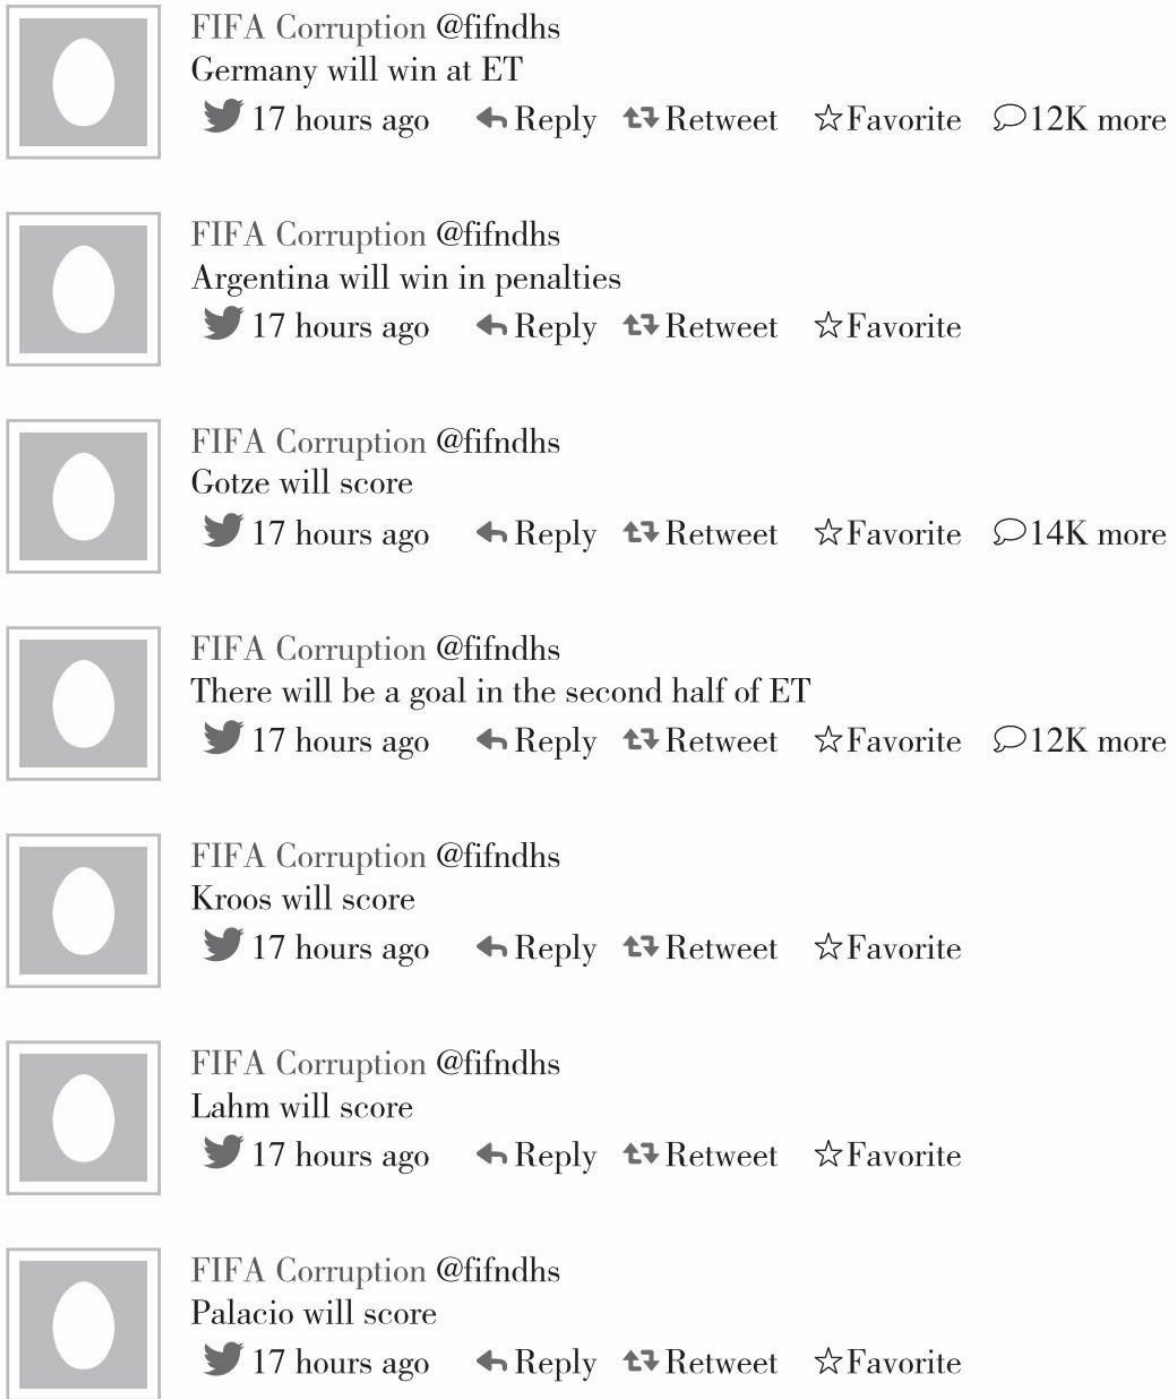 FIFA Corruption @fifndhs
Germany will win at ET
17 hours ago Reply Retweet Favorite 12K more
FIFA Corruption @fifndhs
Argentina will win in penalties
17 hours ago Reply Retweet Favorite
FIFA Corruption @fifndhs
Gotze will score
17 hours ago Reply Retweet Favorite 14K more
FIFA Corruption @fifndhs
There will be a goal in the second half of ET
17 hours ago Reply Retweet Favorite 12K more
FIFA Corruption @fifndhs
Kroos will score
17 hours ago Reply Retweet Favorite
FIFA Corruption @fifndhs
Lahm will score
17 hours ago Reply Retweet Favorite
FIFA Corruption @fifndhs
Palacio will score
17 hours ago Reply Retweet Favorite